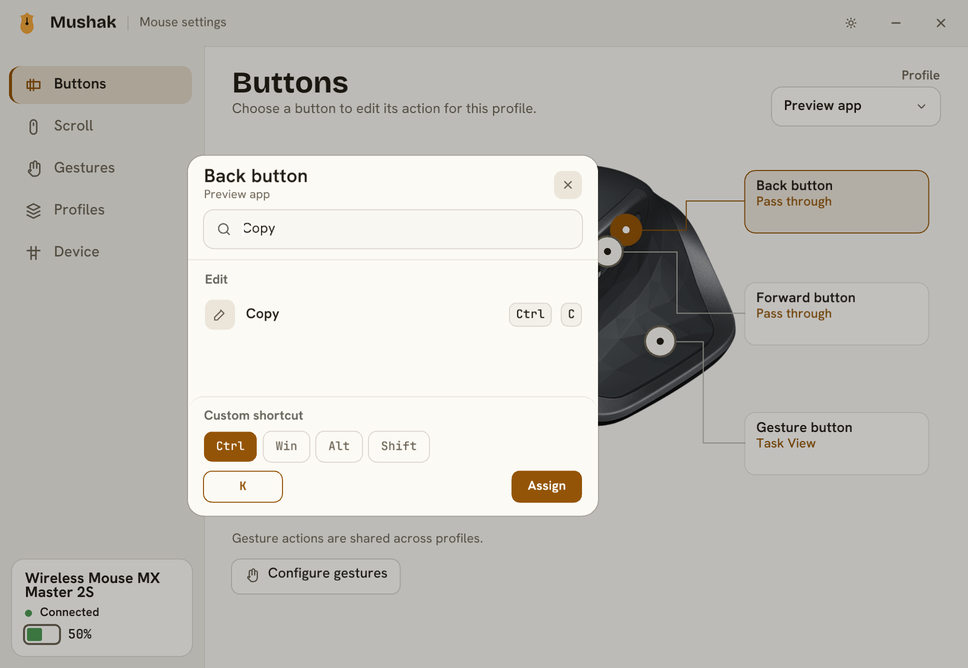 Mushak
Mouse settings
Buttons
Scroll
Gestures
Profiles
Device
Wireless Mouse MX
Master 2S
Connected
50%
Buttons
Choose a button to edit its action for this profile.
Profile
Preview app
Back button
Preview app
Copy
Edit
Copy
Ctrl C
Custom shortcut
Ctrl Win Alt Shift
K
Assign
Back button
Pass through
Forward button
Pass through
Gesture button
Task View
Gesture actions are shared across profiles.
Configure gestures